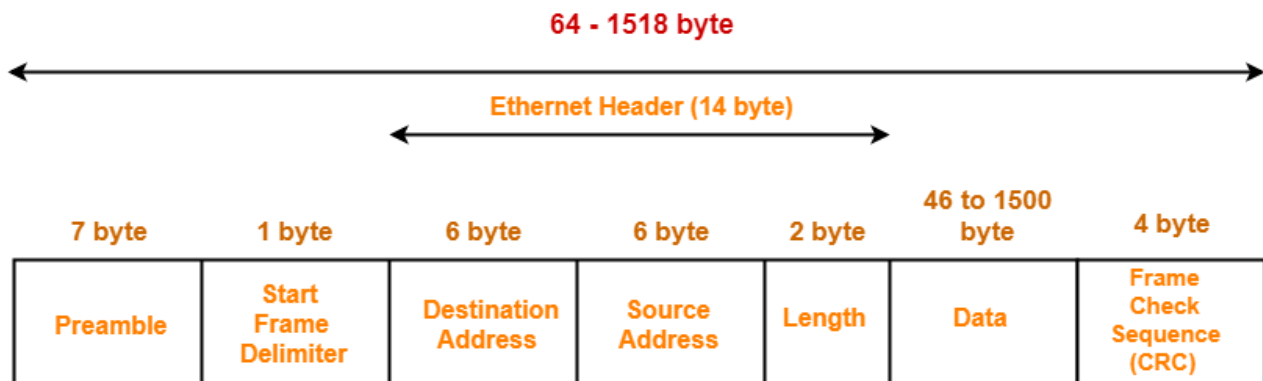 64 - 1518 byte
Ethernet Header (14 byte)
7 byte
1 byte
6 byte
6 byte
2 byte
46 to 1500
byte
4 byte
Preamble
Start
Frame
Delimiter
Destination
Address
Source
Address
Length
Data
Frame
Check
Sequence
(CRC)